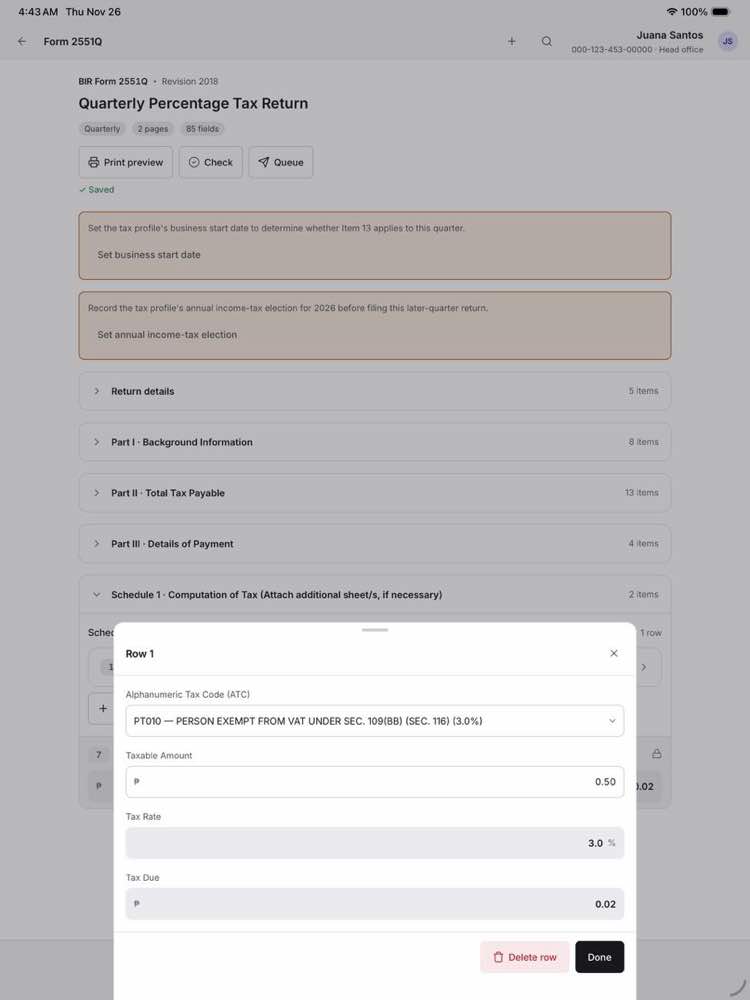 4:43 AM Thu Nov 26
100%
Form 2551Q
Juana Santos
000-123-453-00000 · Head office
JS
BIR Form 2551Q • Revision 2018
Quarterly Percentage Tax Return
Quarterly 2 pages 85 fields
Print preview Check Queue
Saved
Set the tax profile's business start date to determine whether Item 13 applies to this quarter.
Set business start date
Record the tax profile's annual income-tax election for 2026 before filing this later-quarter return.
Set annual income-tax election
Return details 5 items
Part I · Background Information 8 items
Part II · Total Tax Payable 13 items
Part III · Details of Payment 4 items
Schedule 1 · Computation of Tax (Attach additional sheet/s, if necessary) 2 items
Sched 1 row
1
7
₱ 0.02
Row 1
Alphanumeric Tax Code (ATC)
PT010 — PERSON EXEMPT FROM VAT UNDER SEC. 109(BB) (SEC. 116) (3.0%)
Taxable Amount
₱ 0.50
Tax Rate
3.0 %
Tax Due
₱ 0.02
Delete row Done